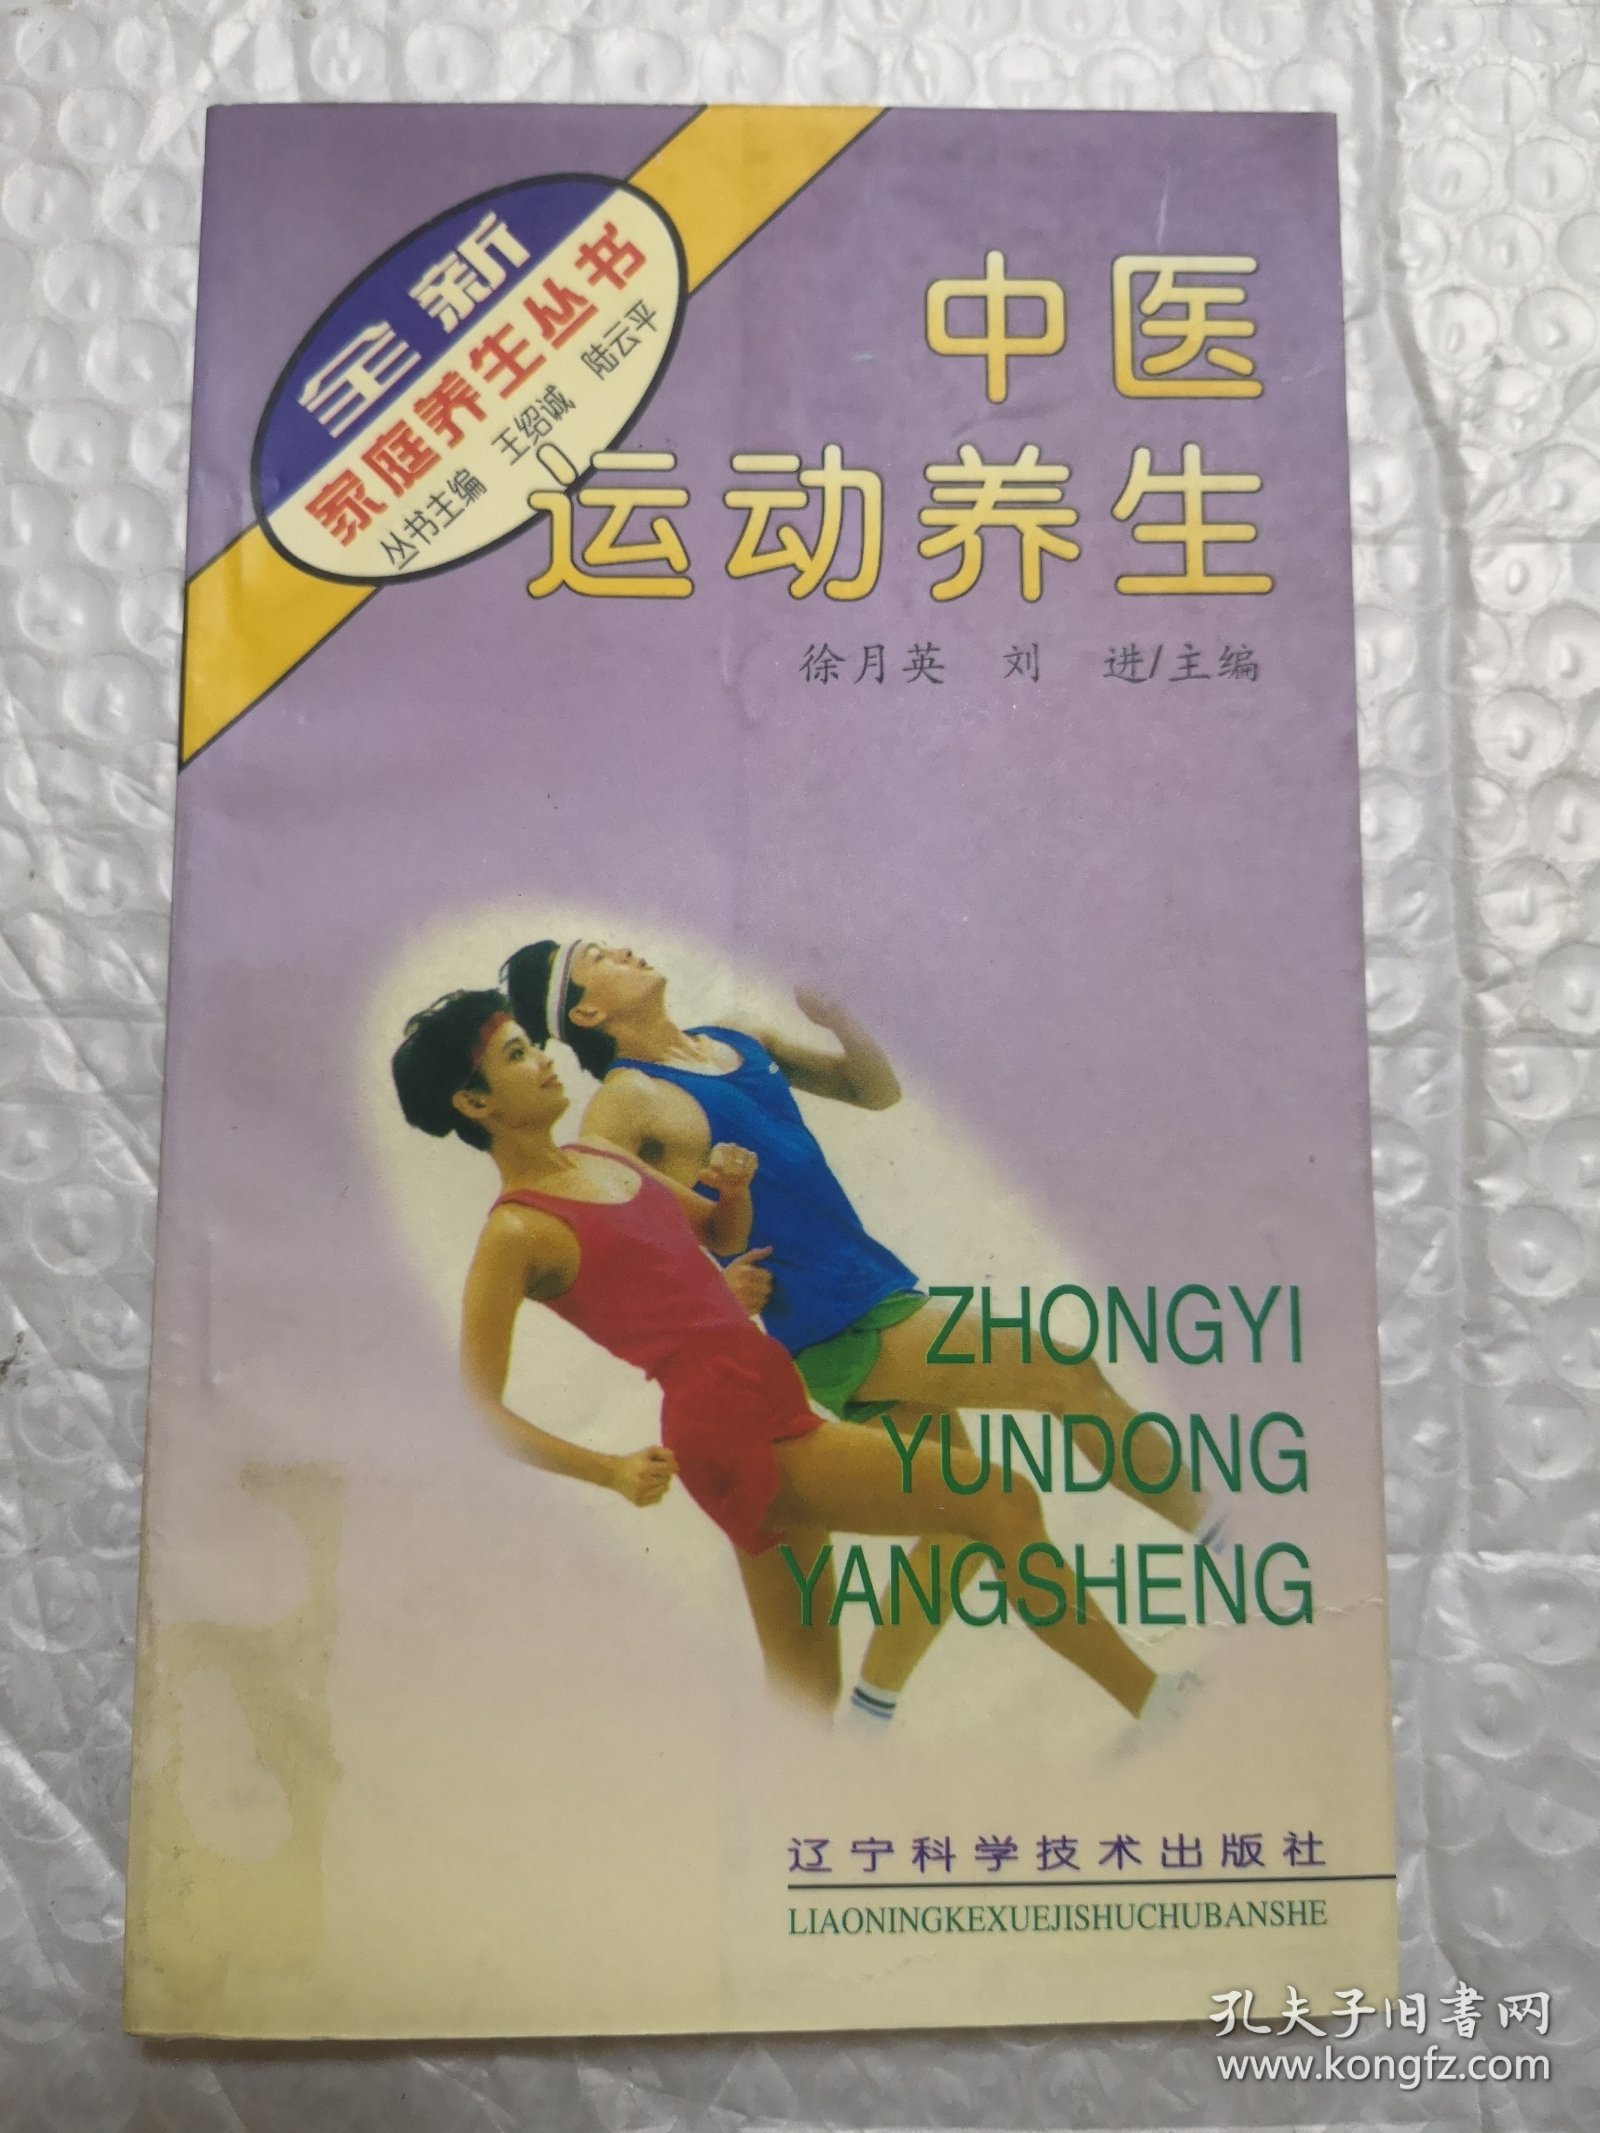 全新
家庭养生丛书
丛书主编 王绍诚 陆云平
中医
运动养生
徐月英 刘 进/主编
ZHONGYI
YUNDONG
YANGSHENG
辽宁科学技术出版社
LIAONINGKEXUEJISHUCHUBANSHE
孔夫子旧書网
www.kongfz.com